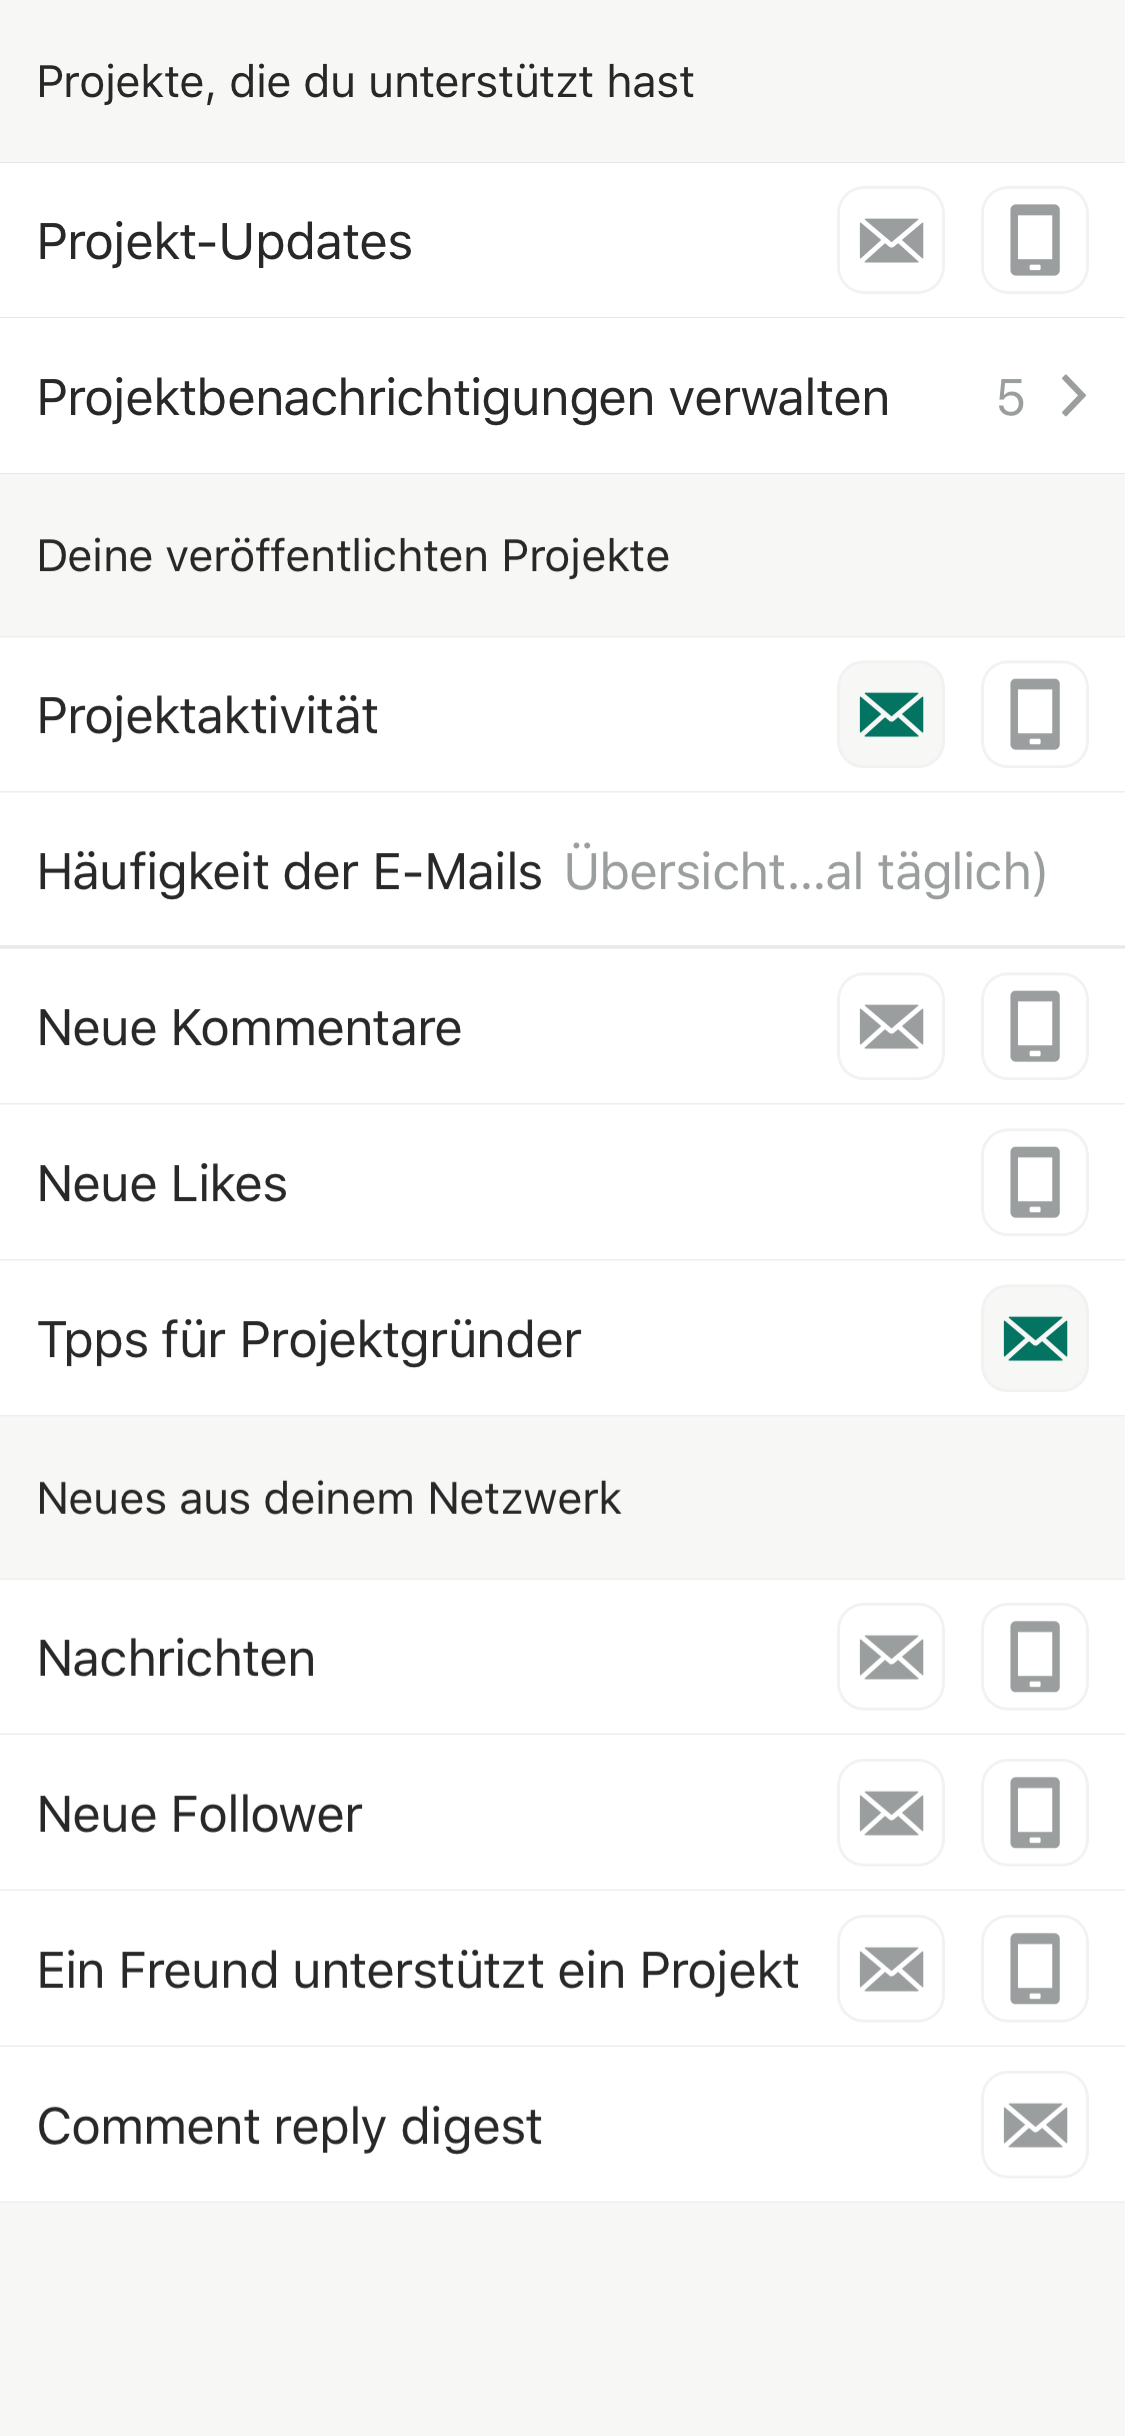 Projekte, die du unterstützt hast
Projekt-Updates
Projektbenachrichtigungen verwalten 5
Deine veröffentlichten Projekte
Projektaktivität
Häufigkeit der E-Mails Übersicht...al täglich)
Neue Kommentare
Neue Likes
Tpps für Projektgründer
Neues aus deinem Netzwerk
Nachrichten
Neue Follower
Ein Freund unterstützt ein Projekt
Comment reply digest